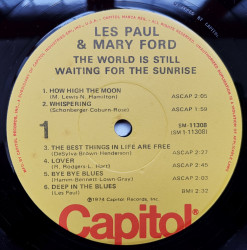 LES PAUL
& MARY FORD
THE WORLD IS STILL
WAITING FOR THE SUNRISE
1. HOW HIGH THE MOON
(M. Lewis-N. Hamilton) ASCAP 2:05
2. WHISPERING
(Schonberger-Coburn-Rose) ASCAP 1:59
1
SM-11308
(SM1-11308)
3. THE BEST THINGS IN LIFE ARE FREE
(DeSylva-Brown-Henderson) ASCAP 2:27
4. LOVER
(R. Rodgers-L. Hart) ASCAP 2:45
5. BYE BYE BLUES
(Hamm-Bennett-Lown-Gray) ASCAP 2:03
6. DEEP IN THE BLUES
(Les Paul) BMI 2:32
©1974 Capitol Records, Inc.
Capitol